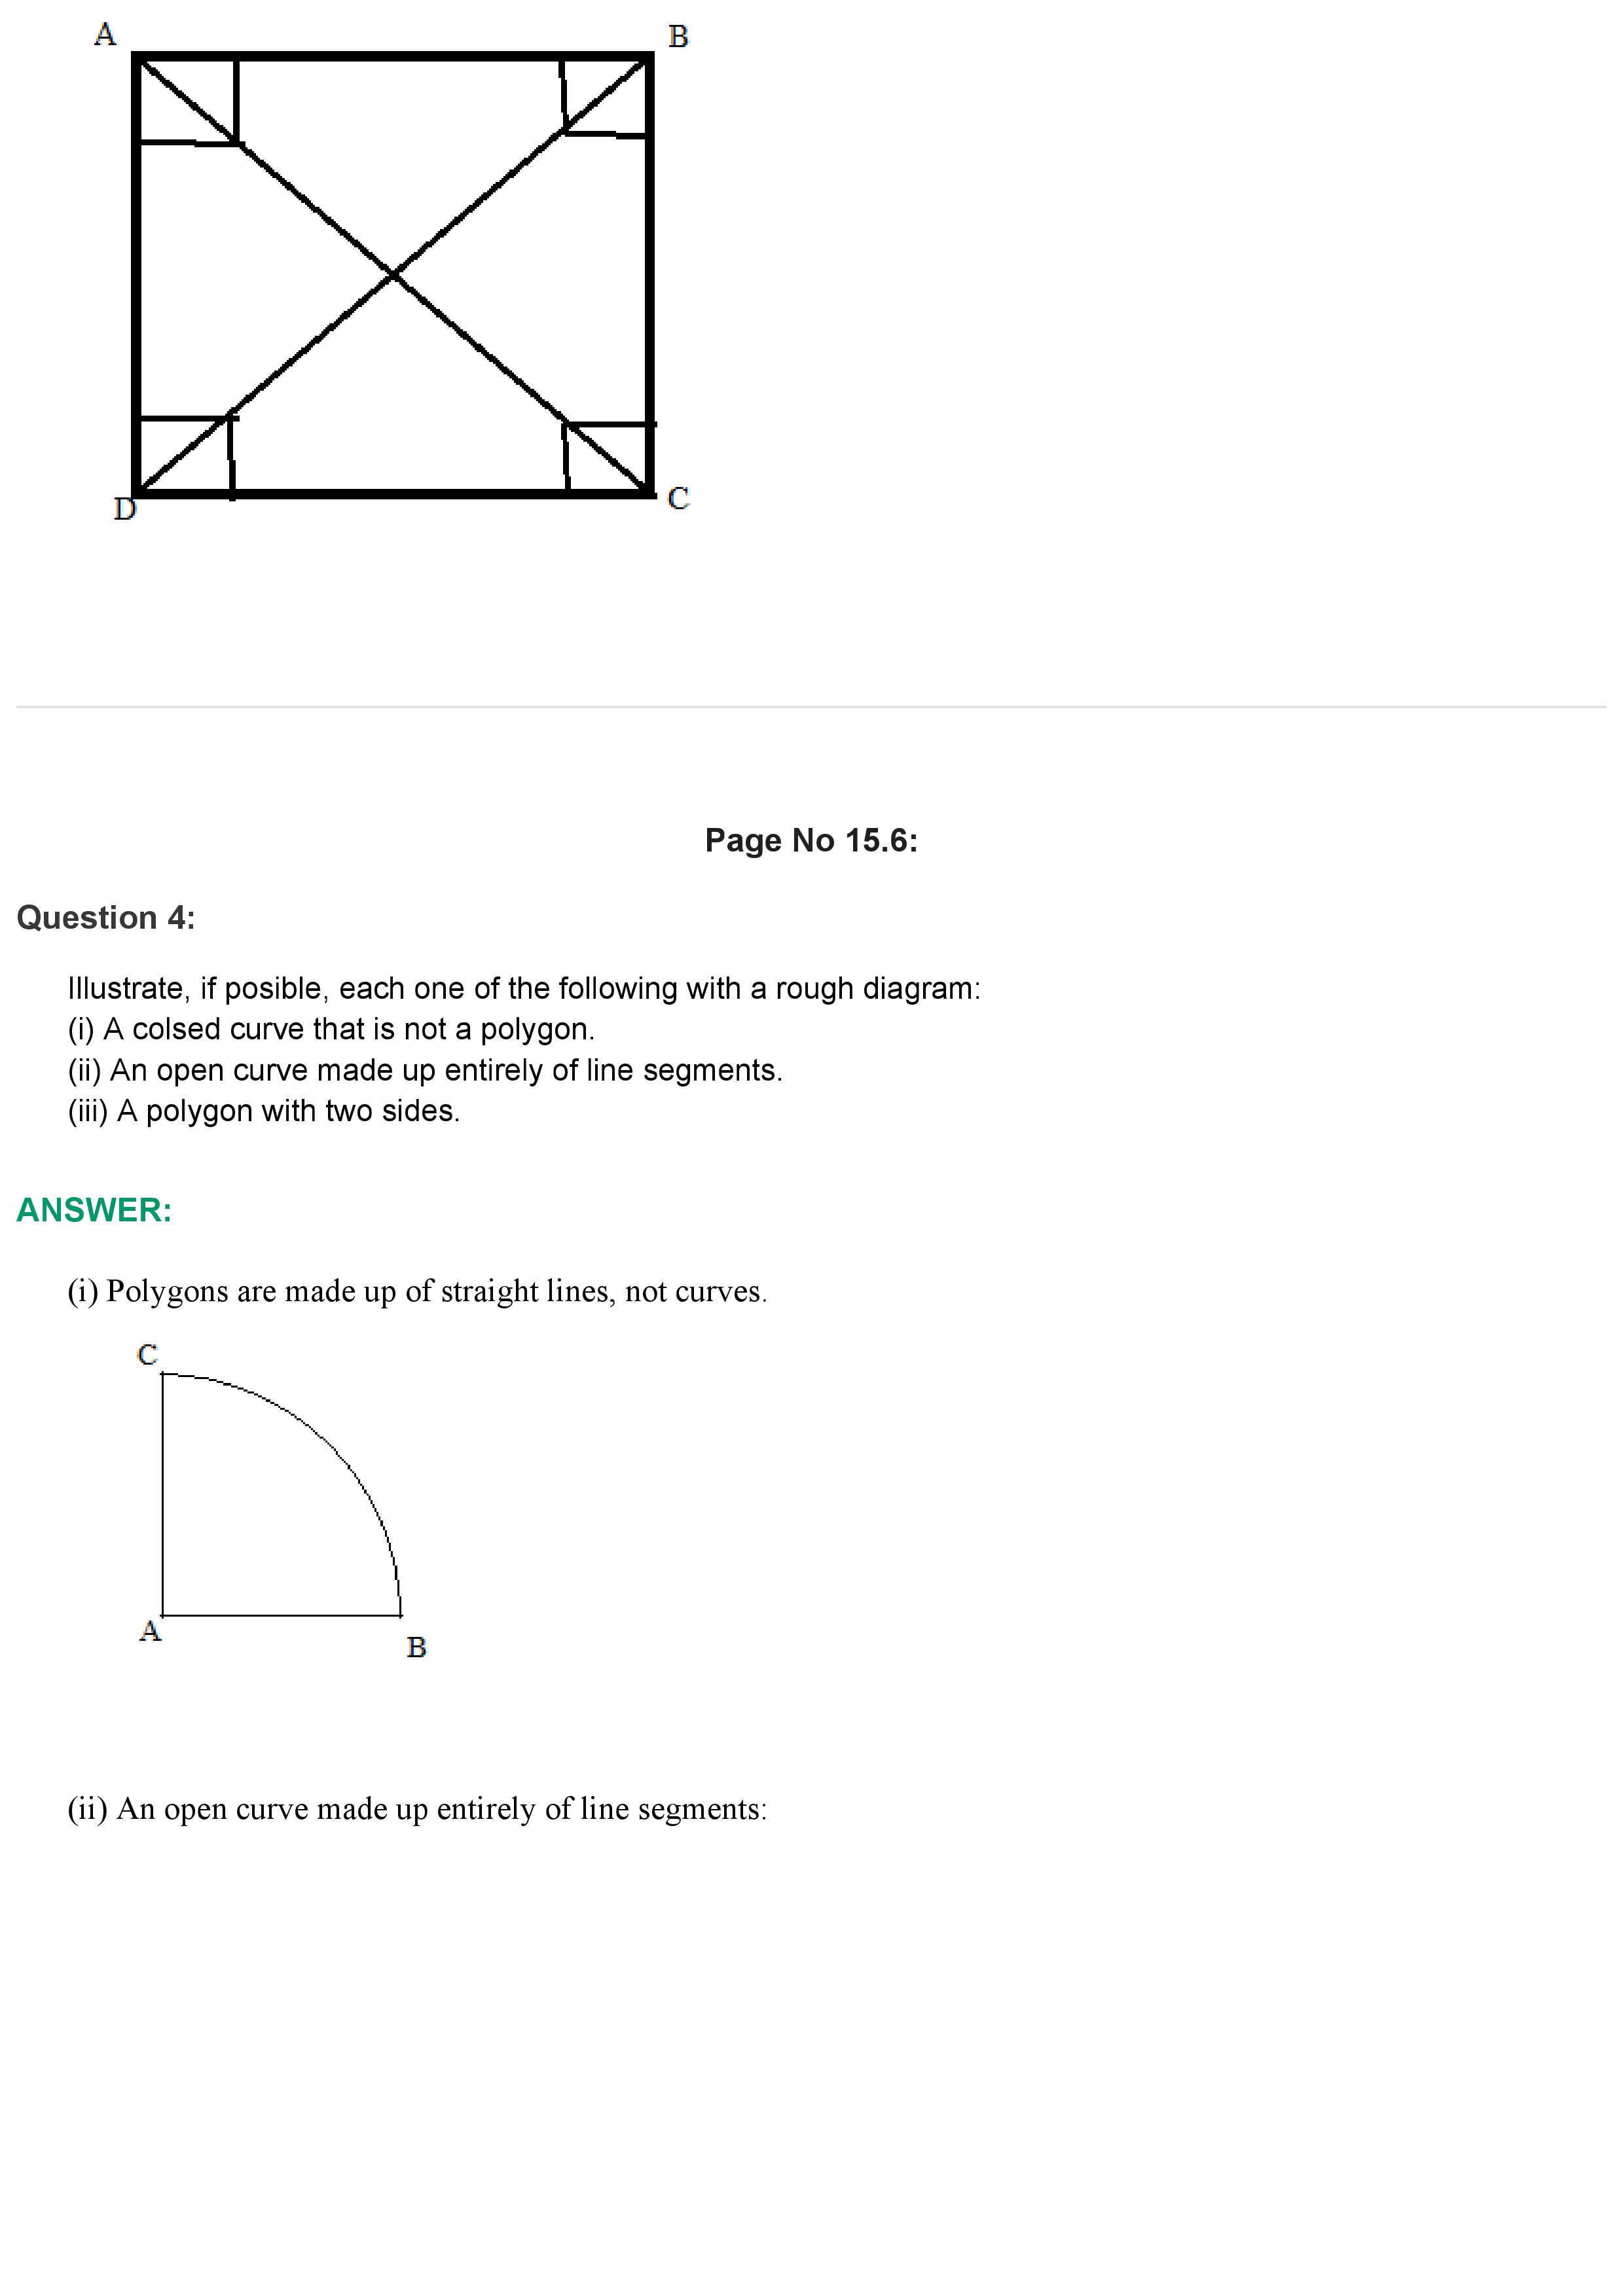 A
B
D
C
Page No 15.6:
Question 4:
Illustrate, if posible, each one of the following with a rough diagram:
(i) A colsed curve that is not a polygon.
(ii) An open curve made up entirely of line segments.
(iii) A polygon with two sides.
ANSWER:
(i) Polygons are made up of straight lines, not curves.
C
A
B
(ii) An open curve made up entirely of line segments: